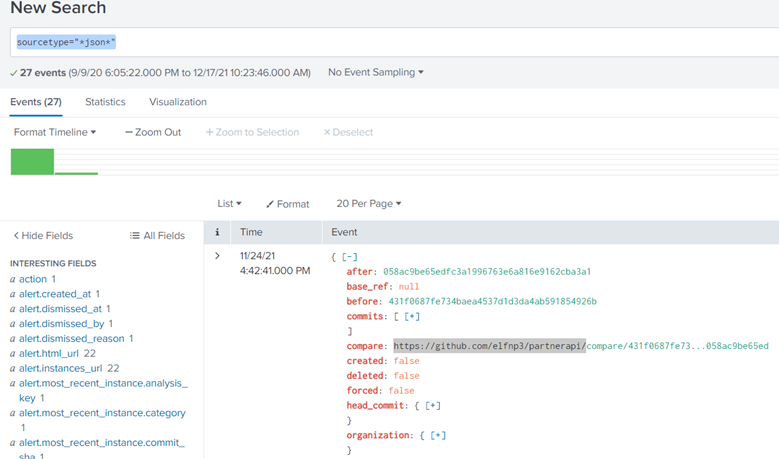 New Search
sourcetype="*json*"
✓ 27 events (9/9/20 6:05:22.000 PM to 12/17/21 10:23:46.000 AM) No Event Sampling ▾
Events (27) Statistics Visualization
Format Timeline ▾ — Zoom Out + Zoom to Selection × Deselect
List ▾ Format 20 Per Page ▾
< Hide Fields All Fields i Time Event
INTERESTING FIELDS
a action 1
a alert.created_at 1
a alert.dismissed_at 1
a alert.dismissed_by 1
a alert.dismissed_reason 1
a alert.html_url 22
a alert.instances_url 22
a alert.most_recent_instance.analysis_
key 1
a alert.most_recent_instance.category
1
a alert.most_recent_instance.commit_
sha 1
> 11/24/21
4:42:41.000 PM
{ [-]
after: 058ac9be65edfc3a1996763e6a816e9162cba3a1
base_ref: null
before: 431f0687fe734baea4537d1d3da4ab591854926b
commits: [ [+]
]
compare: https://github.com/elfnp3/partnerapi/compare/431f0687fe73...058ac9be65ed
created: false
deleted: false
forced: false
head_commit: { [+]
}
organization: { [+]
}